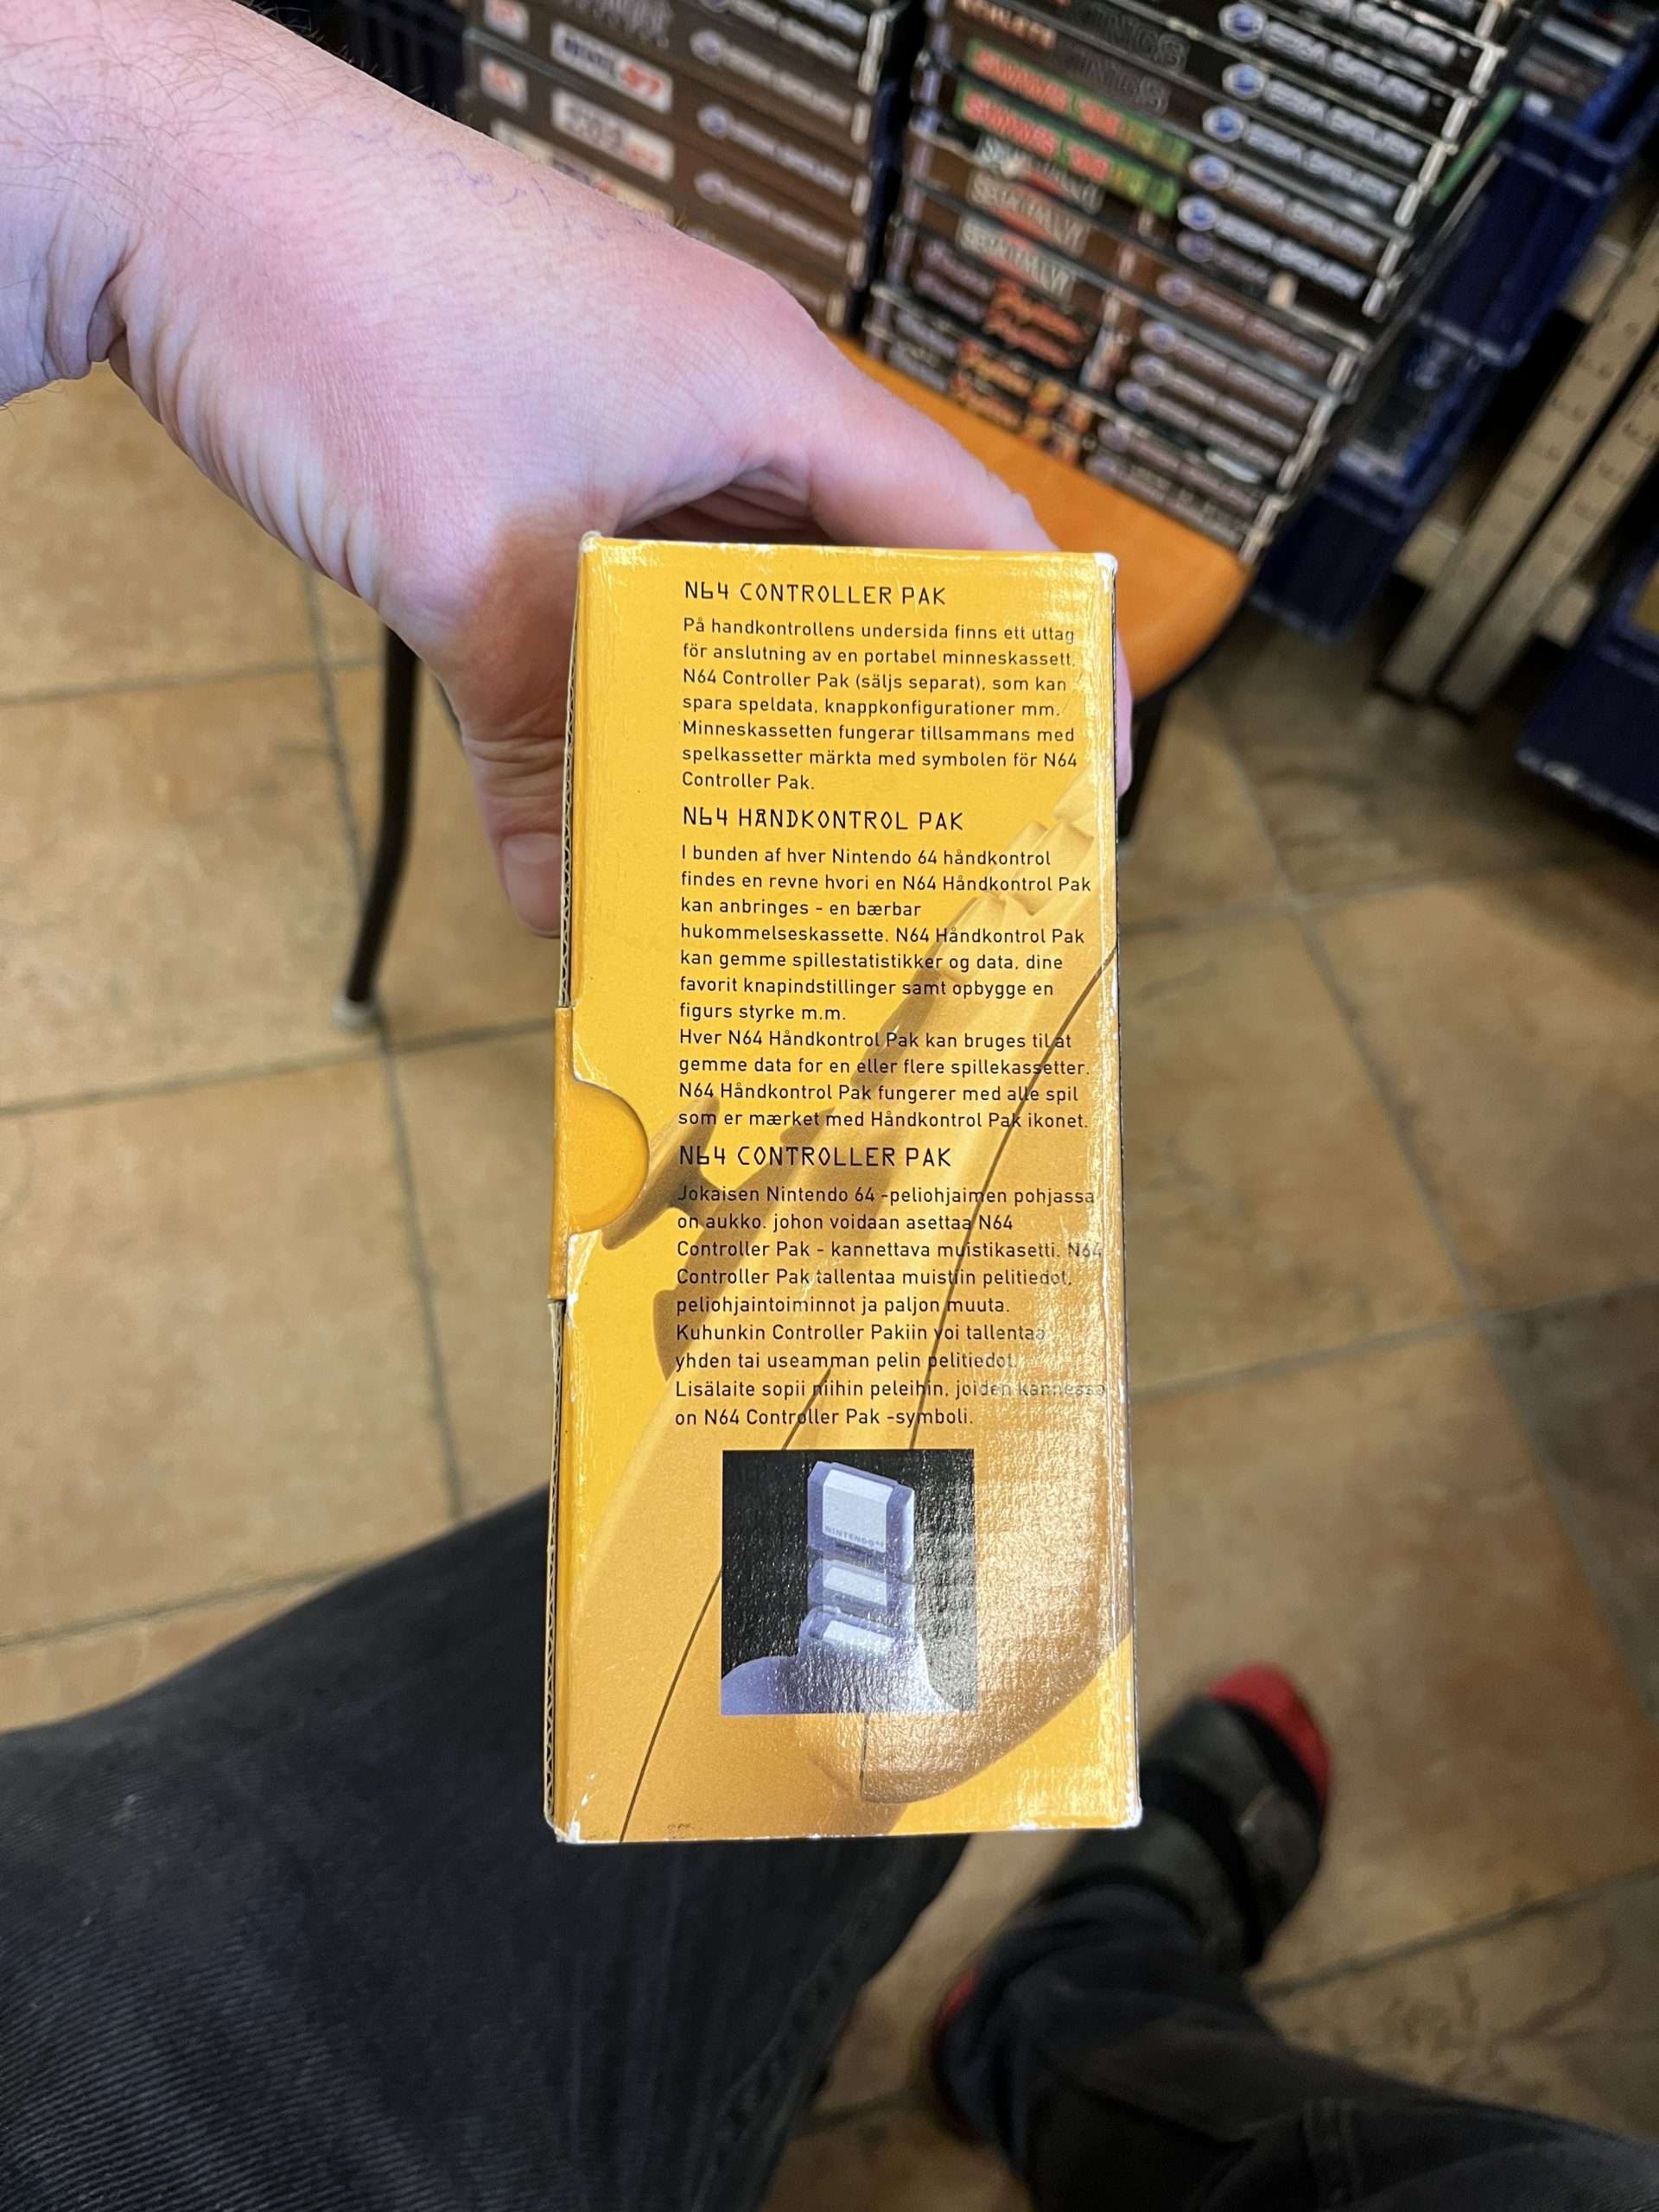 N64 CONTROLLER PAK
På handkontrollens undersida finns ett uttag
för anslutning av en portabel minneskassett,
N64 Controller Pak (säljs separat), som kan
spara speldata, knappkonfigurationer mm.
Minneskassetten fungerar tillsammans med
spelkassetter märkta med symbolen för N64
Controller Pak.
N64 HÅNDKONTROL PAK
I bunden af hver Nintendo 64 håndkontrol
findes en revne hvori en N64 Håndkontrol Pak
kan anbringes - en bærbar
hukommelseskassette. N64 Håndkontrol Pak
kan gemme spillestatistikker og data, dine
favorit knapindstillinger samt opbygge en
figurs styrke m.m.
Hver N64 Håndkontrol Pak kan bruges til at
gemme data for en eller flere spillekassetter.
N64 Håndkontrol Pak fungerer med alle spil
som er mærket med Håndkontrol Pak ikonet.
N64 CONTROLLER PAK
Jokaisen Nintendo 64 -peliohjaimen pohjassa
on aukko, johon voidaan asettaa N64
Controller Pak - kannettava muistikasetti. N64
Controller Pak tallentaa muistiin pelitiedot,
peliohjaintoiminnot ja paljon muuta.
Kuhunkin Controller Pakiin voi tallentaa
yhden tai useamman pelin pelitiedot.
Lisälaite sopii niihin peleihin, joiden kannessa
on N64 Controller Pak -symboli.
NINTENDO